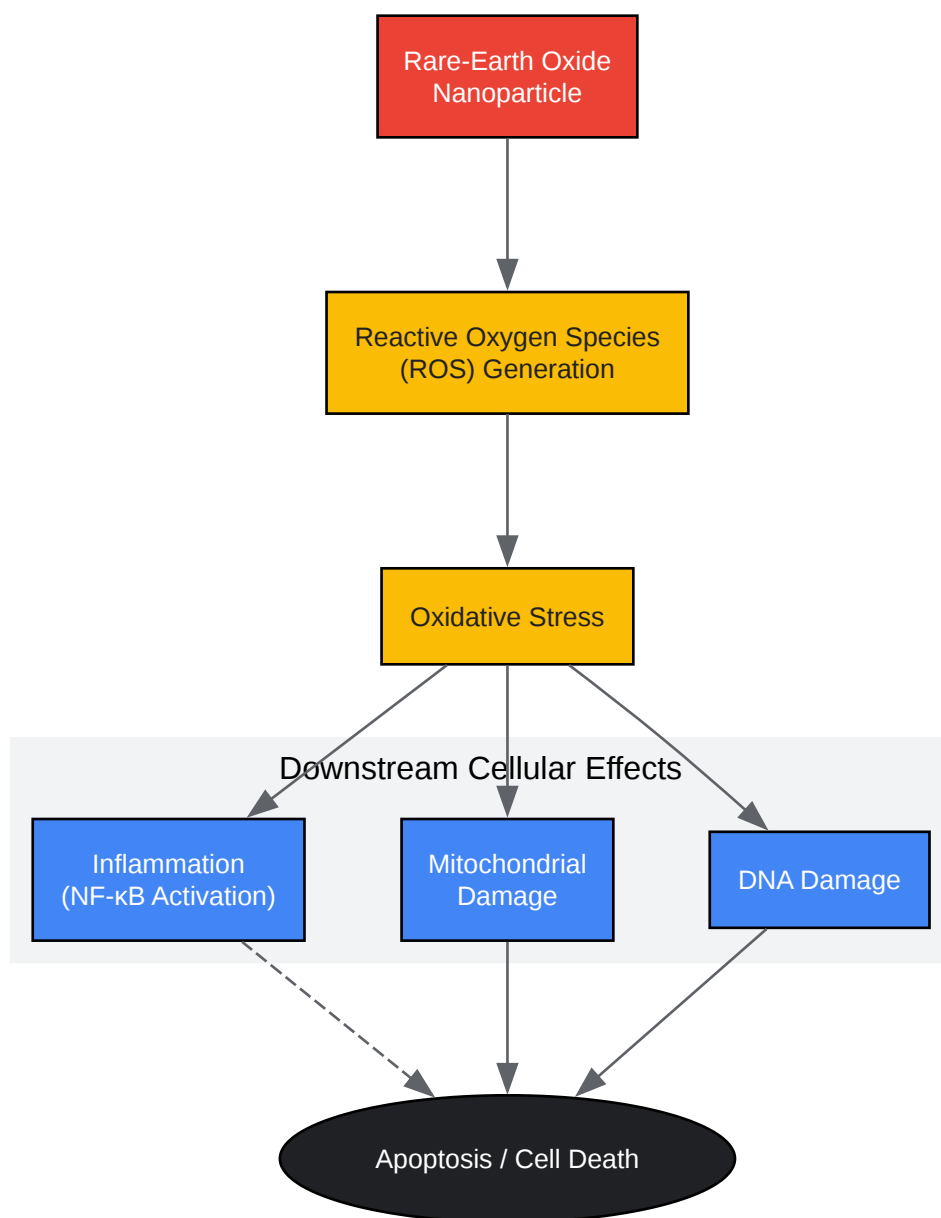 Rare-Earth Oxide
Nanoparticle
Reactive Oxygen Species
(ROS) Generation
Oxidative Stress
Downstream Cellular Effects
Inflammation
(NF-κB Activation)
Mitochondrial
Damage
DNA Damage
Apoptosis / Cell Death